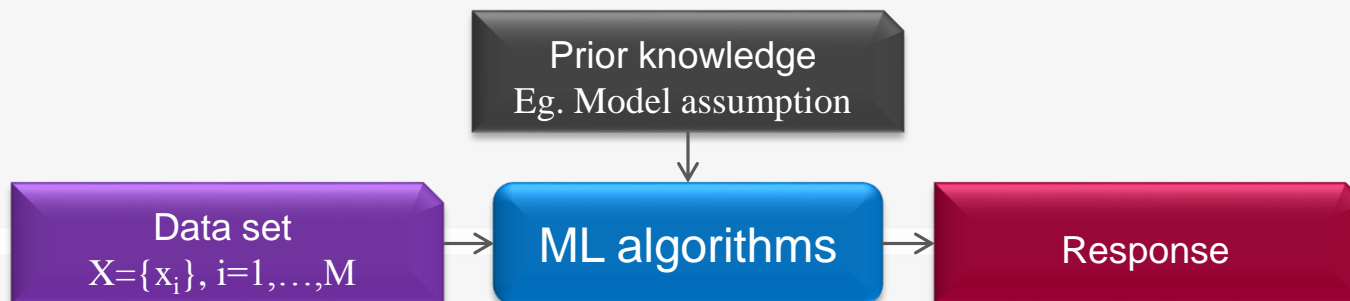 Prior knowledge
Eg. Model assumption
Data set
X={xᵢ}, i=1,…,M
ML algorithms
Response